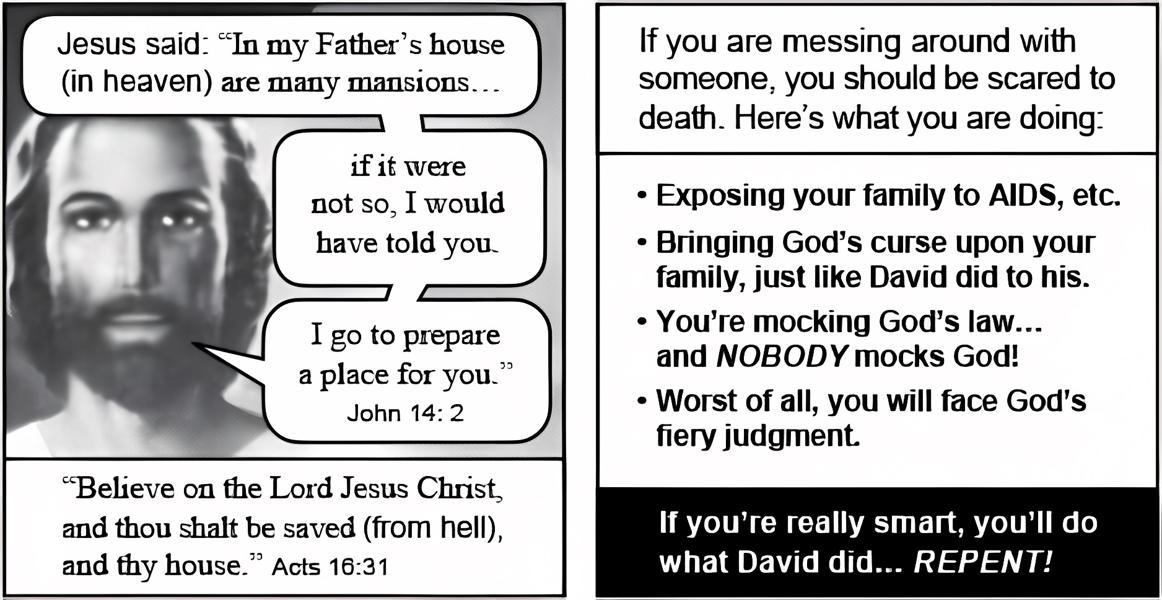 Jesus said: “In my Father’s house
(in heaven) are many mansions...
if it were
not so, I would
have told you.
I go to prepare
a place for you.”
John 14: 2
“Believe on the Lord Jesus Christ,
and thou shalt be saved (from hell),
and thy house.” Acts 16:31
If you are messing around with
someone, you should be scared to
death. Here’s what you are doing:
• Exposing your family to AIDS, etc.
• Bringing God’s curse upon your
family, just like David did to his.
• You’re mocking God’s law...
and NOBODY mocks God!
• Worst of all, you will face God’s
fiery judgment.
If you’re really smart, you’ll do
what David did... REPENT!